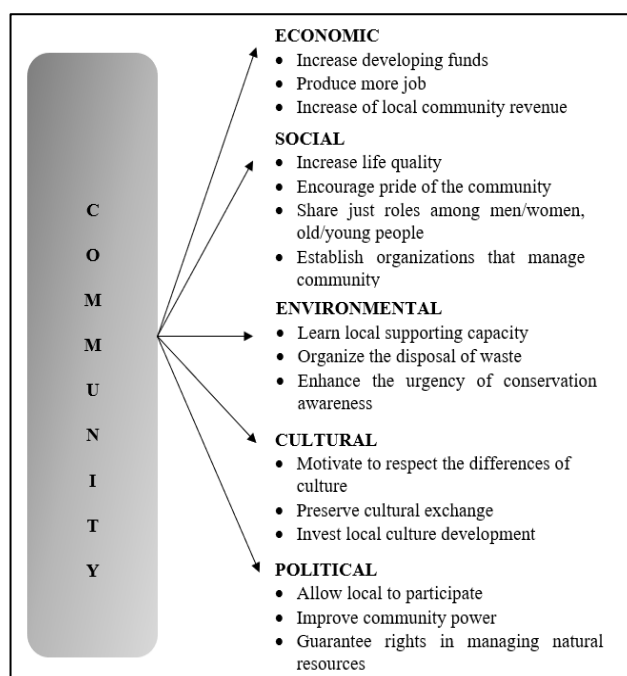 COMMUNITY
ECONOMIC
• Increase developing funds
• Produce more job
• Increase of local community revenue
SOCIAL
• Increase life quality
• Encourage pride of the community
• Share just roles among men/women,
old/young people
• Establish organizations that manage
community
ENVIRONMENTAL
• Learn local supporting capacity
• Organize the disposal of waste
• Enhance the urgency of conservation
awareness
CULTURAL
• Motivate to respect the differences of
culture
• Preserve cultural exchange
• Invest local culture development
POLITICAL
• Allow local to participate
• Improve community power
• Guarantee rights in managing natural
resources